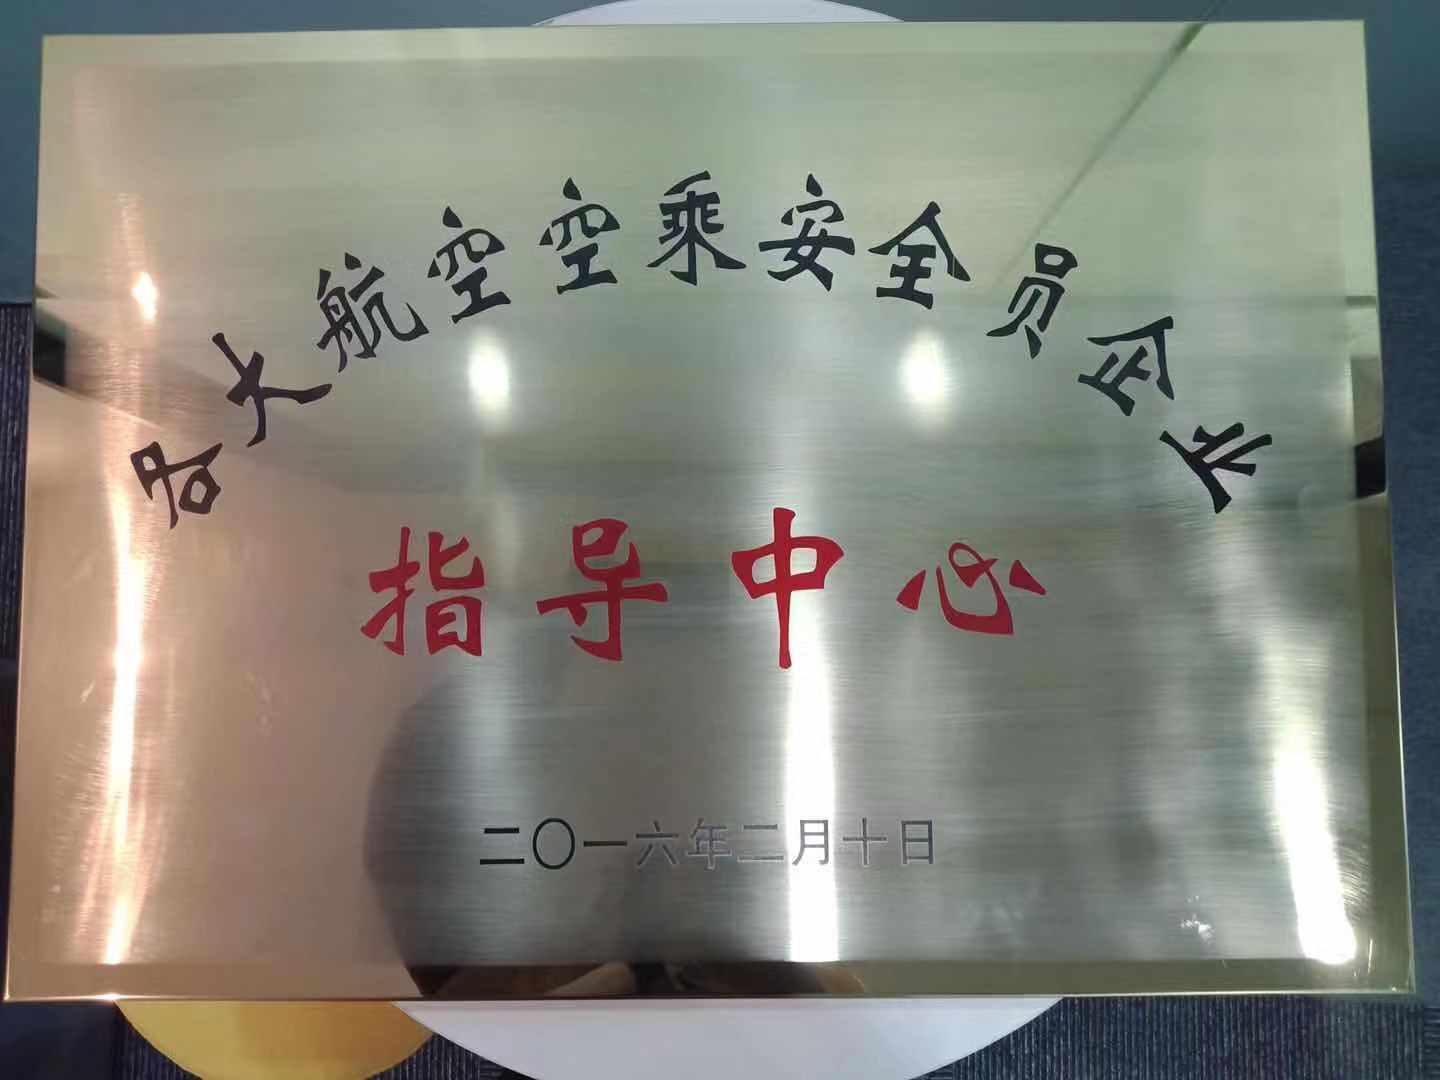 各大航空空乘安全员企业
指导中心
二〇一六年二月十日